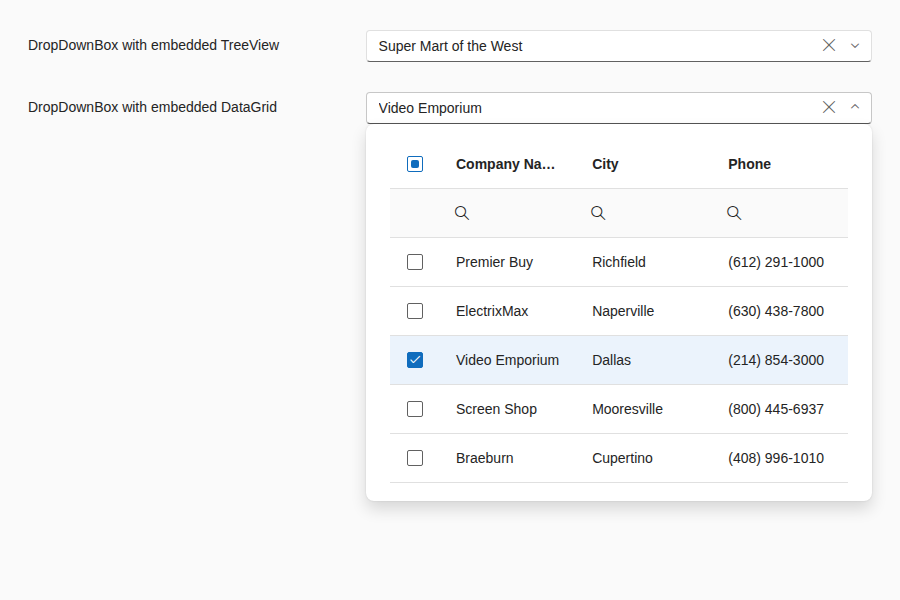 DropDownBox with embedded TreeView
Super Mart of the West
DropDownBox with embedded DataGrid
Video Emporium
Company Na... City Phone
Premier Buy Richfield (612) 291-1000
ElectrixMax Naperville (630) 438-7800
Video Emporium Dallas (214) 854-3000
Screen Shop Mooresville (800) 445-6937
Braeburn Cupertino (408) 996-1010